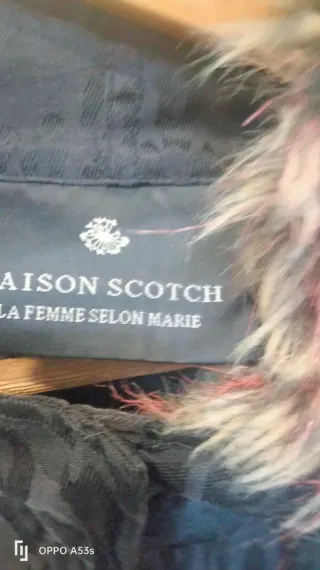 AISON SCOTCH
LA FEMME SELON MARIE
OPPO A53s